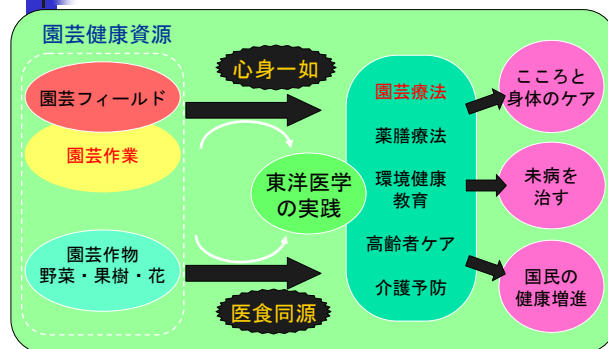 園芸健康資源
園芸フィールド
園芸作業
園芸作物
野菜・果樹・花
心身一如
医食同源
東洋医学
の実践
園芸療法
薬膳療法
環境健康
教育
高齢者ケア
介護予防
こころと
身体のケア
未病を
治す
国民の
健康増進